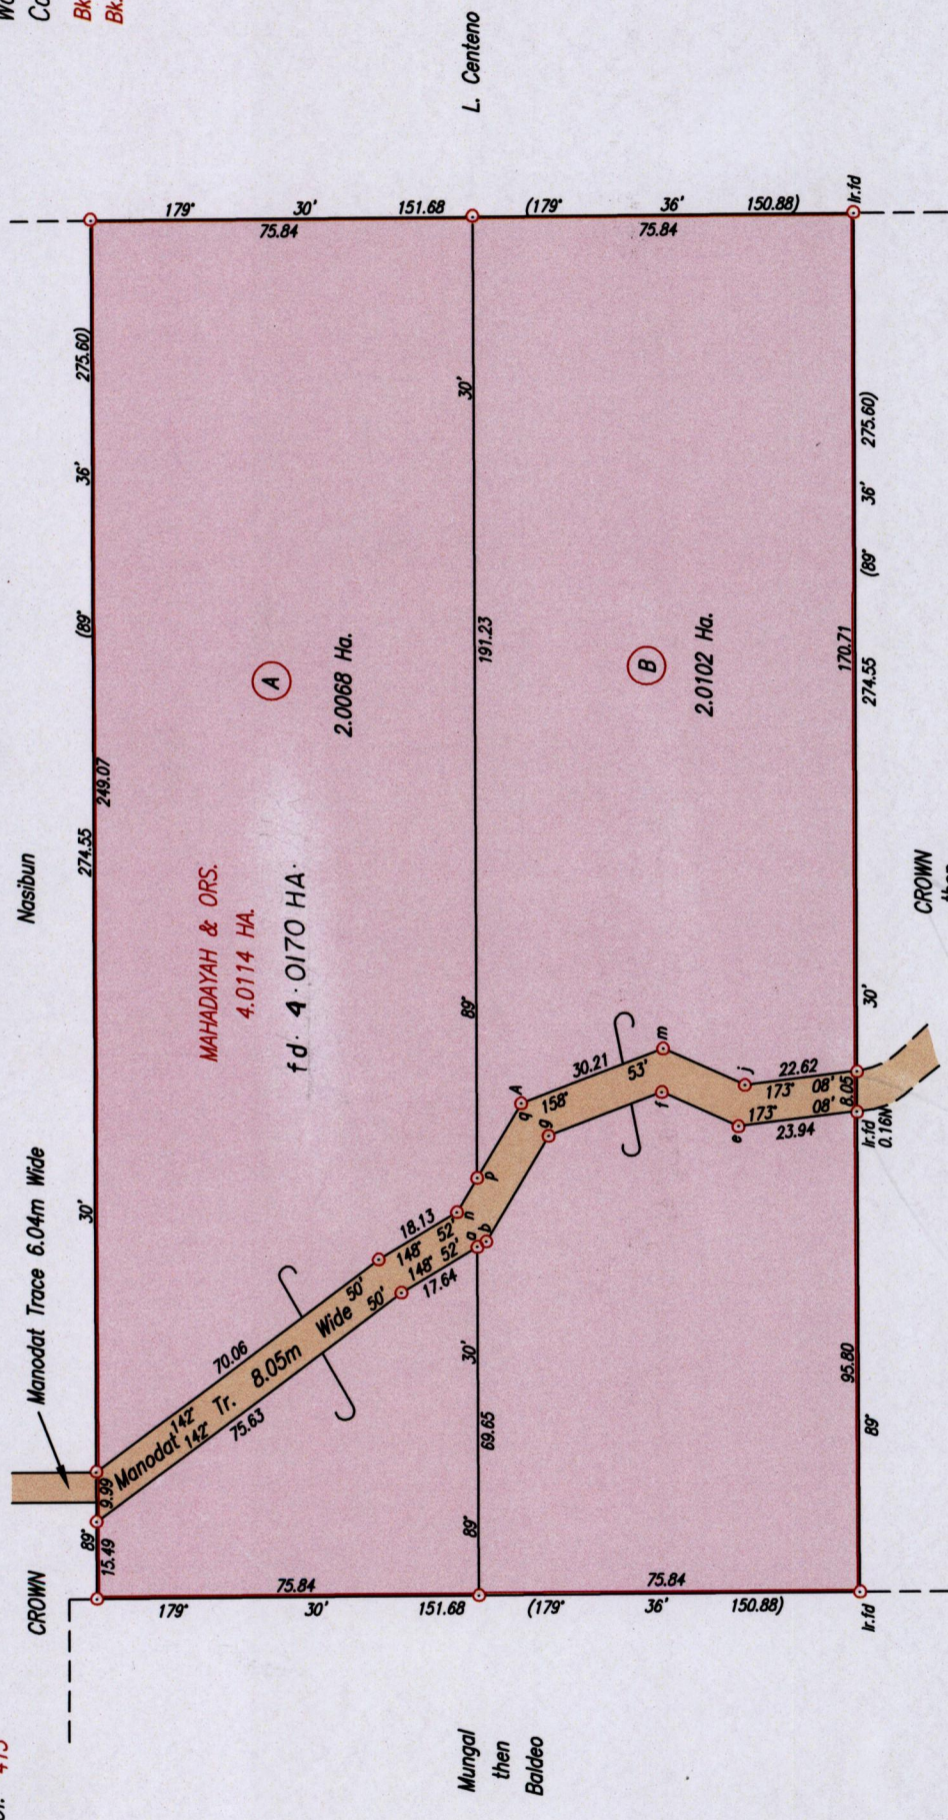 Bk
Bk.
L. Centeno
Nasibun
CROWN
Manodat Trace 6.04m Wide
89° 30' 274.55 (89° 36' 275.60)
15.49
9.99
249.07
179° 30' 151.68 (179° 36' 150.88)
75.84
75.84
Ir.fd
MAHADAYAH & ORS.
4.0114 HA.
fd. 4.0170 HA.
A
2.0068 Ha.
Manodat Tr. 8.05m Wide
142° 50'
70.06
142° 50'
75.63
148° 52'
18.13
148° 52'
17.64
n
a
b
p
89° 30' 89° 30'
69.65
191.23
B
2.0102 Ha.
q A
g
158° 53'
30.21
f
m
e
j
173° 08'
22.62
173° 08'
23.94
8.05
95.80
170.71
89° 30' 274.55 (89° 36' 275.60)
Ir.fd
0.16N
Ir.fd
179° 30' 151.68 (179° 36' 150.88)
75.84
75.84
Mungal
then
Baldeo
CROWN
415